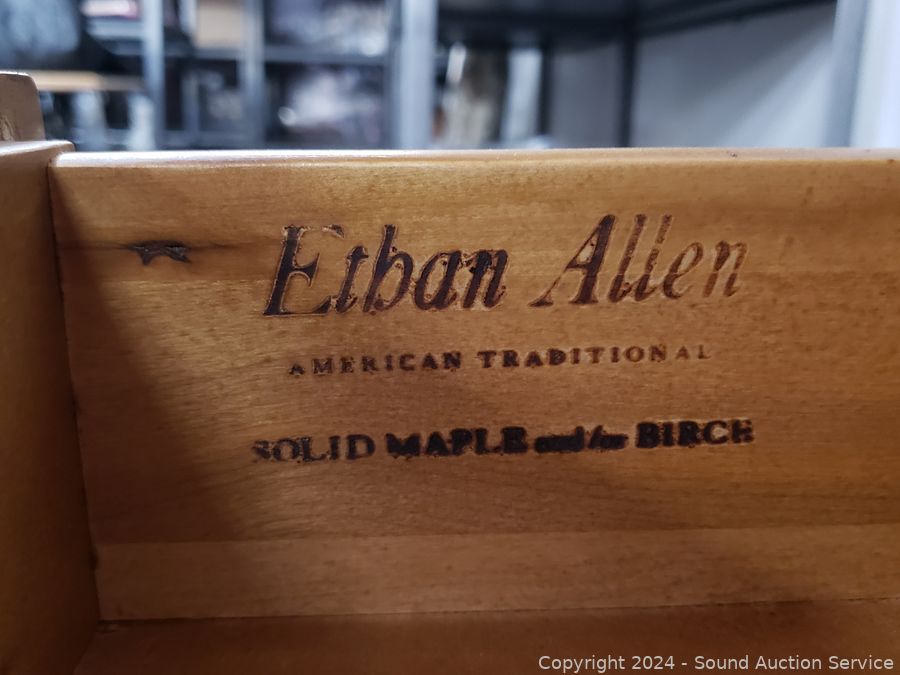 Ethan Allen
AMERICAN TRADITIONAL
SOLID MAPLE and/or BIRCH
Copyright © 2024 - Sound Auction Service